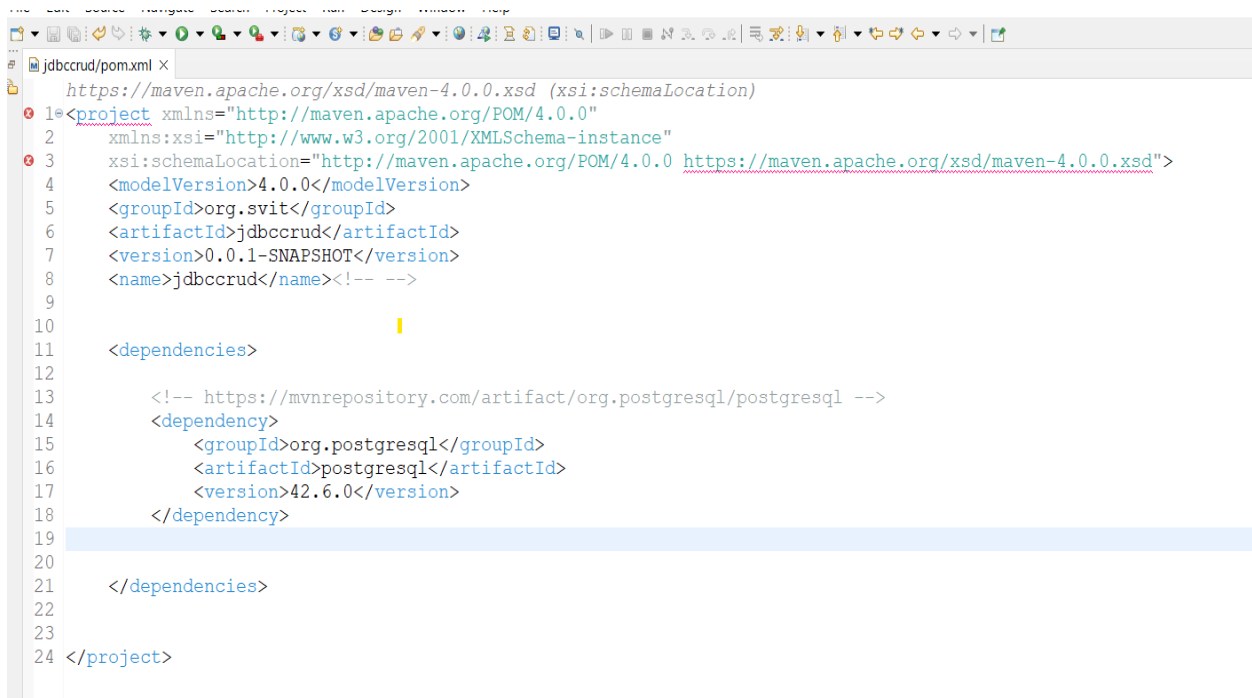 jdbccrud/pom.xml
https://maven.apache.org/xsd/maven-4.0.0.xsd (xsi:schemaLocation)
1 <project xmlns="http://maven.apache.org/POM/4.0.0"
2 xmlns:xsi="http://www.w3.org/2001/XMLSchema-instance"
3 xsi:schemaLocation="http://maven.apache.org/POM/4.0.0 https://maven.apache.org/xsd/maven-4.0.0.xsd">
4 <modelVersion>4.0.0</modelVersion>
5 <groupId>org.svit</groupId>
6 <artifactId>jdbccrud</artifactId>
7 <version>0.0.1-SNAPSHOT</version>
8 <name>jdbccrud</name><!-- -->
9
10
11 <dependencies>
12
13 <!-- https://mvnrepository.com/artifact/org.postgresql/postgresql -->
14 <dependency>
15 <groupId>org.postgresql</groupId>
16 <artifactId>postgresql</artifactId>
17 <version>42.6.0</version>
18 </dependency>
19
20
21 </dependencies>
22
23
24 </project>